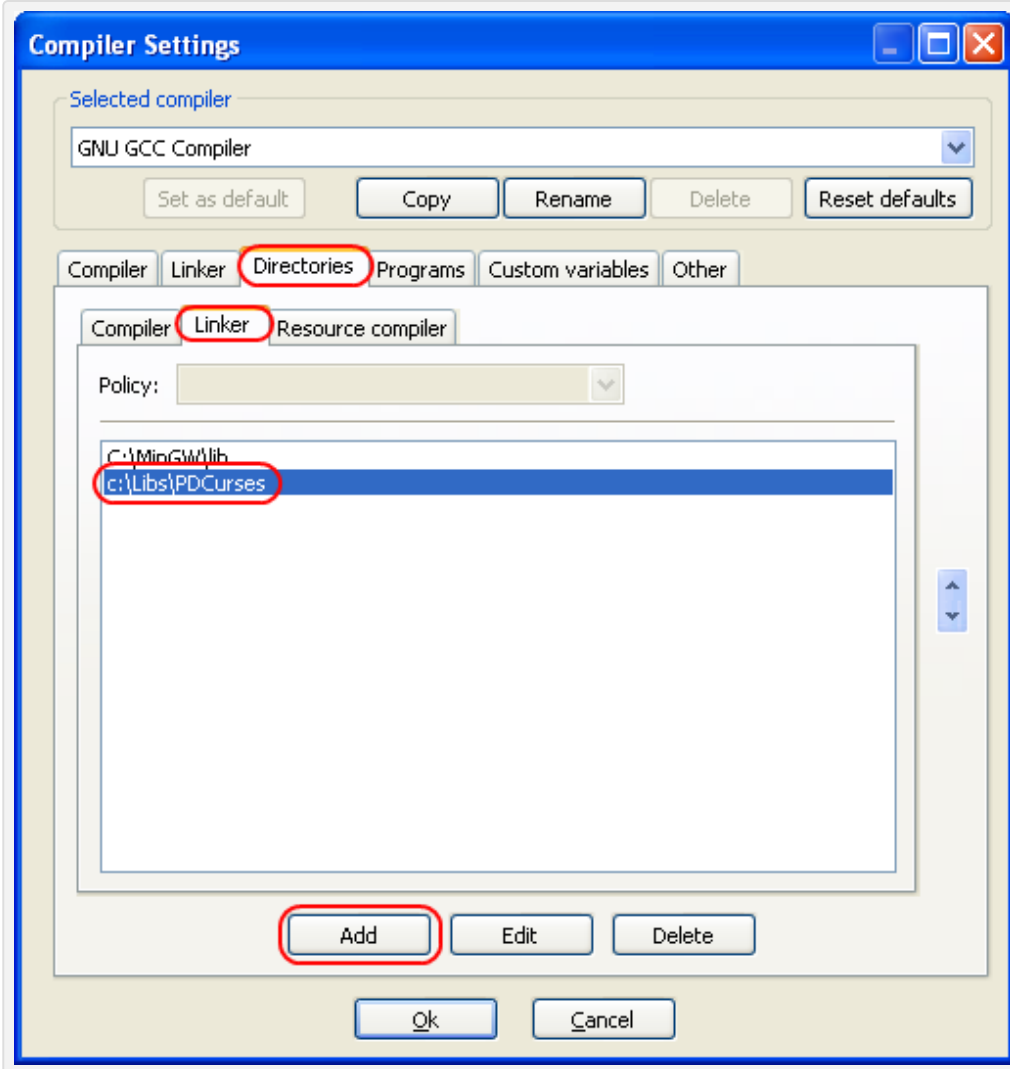 Compiler Settings
Selected compiler
GNU GCC Compiler
Set as default Copy Rename Delete Reset defaults
Compiler Linker Directories Programs Custom variables Other
Compiler Linker Resource compiler
Policy:
C:\MinGW\lib
c:\Libs\PDCurses
Add Edit Delete
Ok Cancel